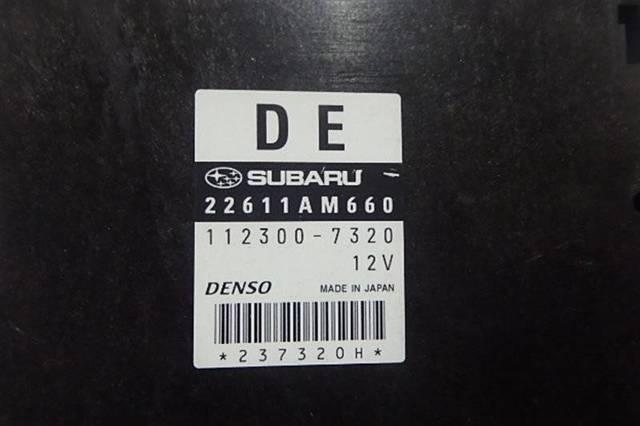 DE
SUBARU
22611AM660
112300-7320
12V
DENSO MADE IN JAPAN
*237320H*